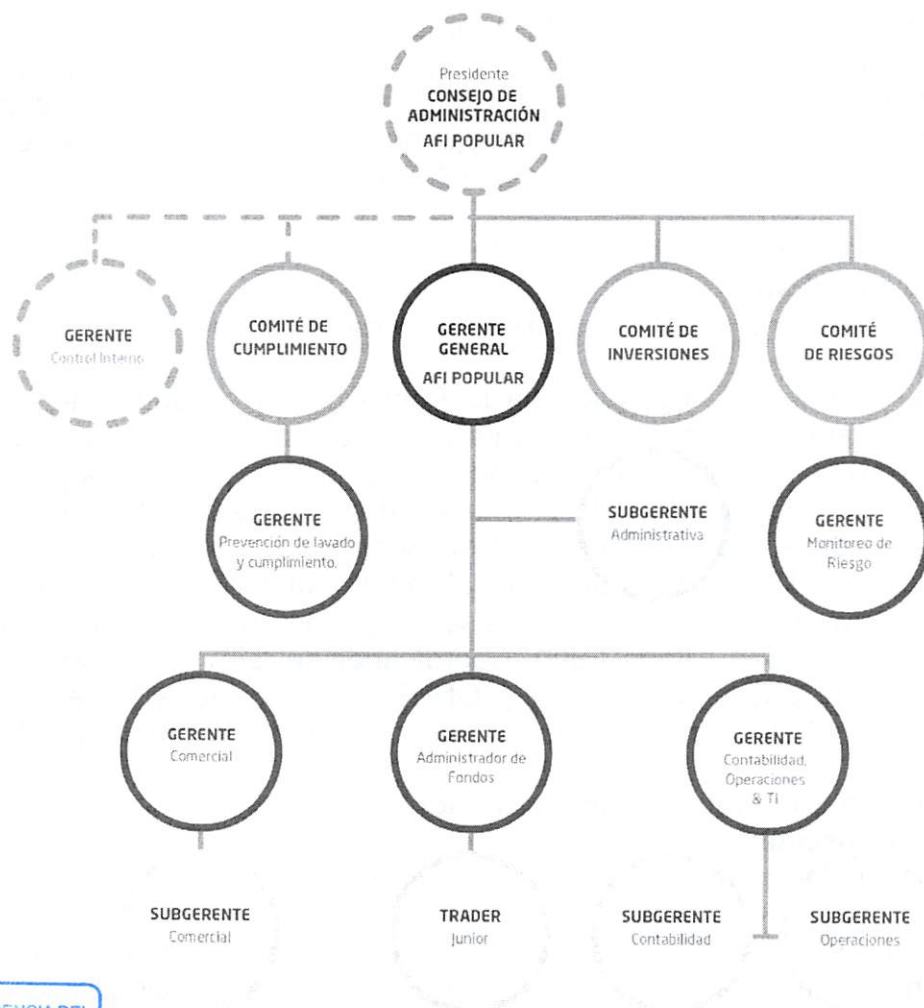 Presidente
CONSEJO DE
ADMINISTRACIÓN
AFI POPULAR
GERENTE
Control Interno
COMITÉ DE
CUMPLIMIENTO
GERENTE
GENERAL
AFI POPULAR
COMITÉ DE
INVERSIONES
COMITÉ
DE RIESGOS
GERENTE
Prevención de lavado
y cumplimiento.
SUBGERENTE
Administrativa
GERENTE
Monitoreo de
Riesgo
GERENTE
Comercial
GERENTE
Administrador de
Fondos
GERENTE
Contabilidad,
Operaciones
& TI
SUBGERENTE
Comercial
TRADER
Junior
SUBGERENTE
Contabilidad
SUBGERENTE
Operaciones